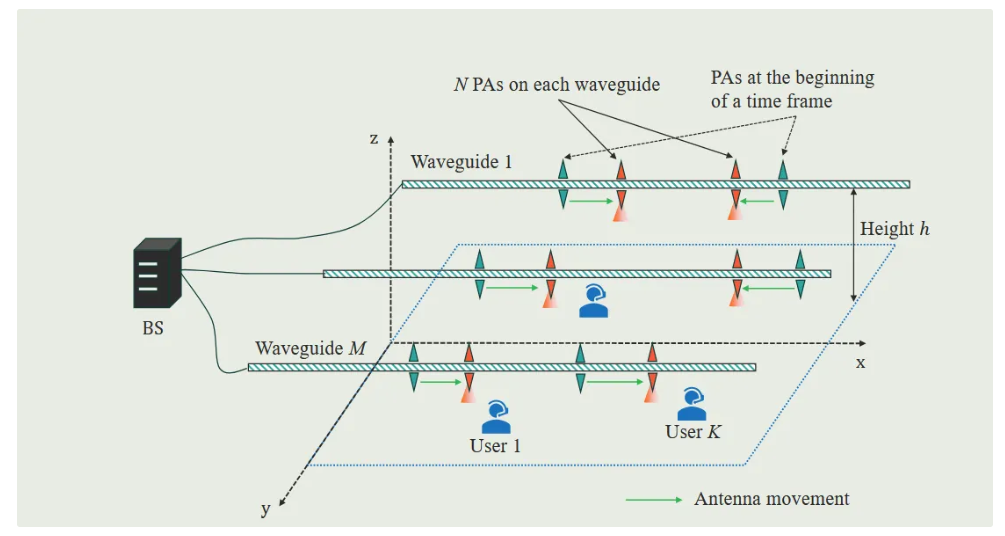 N PAs on each waveguide
PAs at the beginning
of a time frame
z
Waveguide 1
Height h
BS
Waveguide M
x
User 1
User K
Antenna movement
y